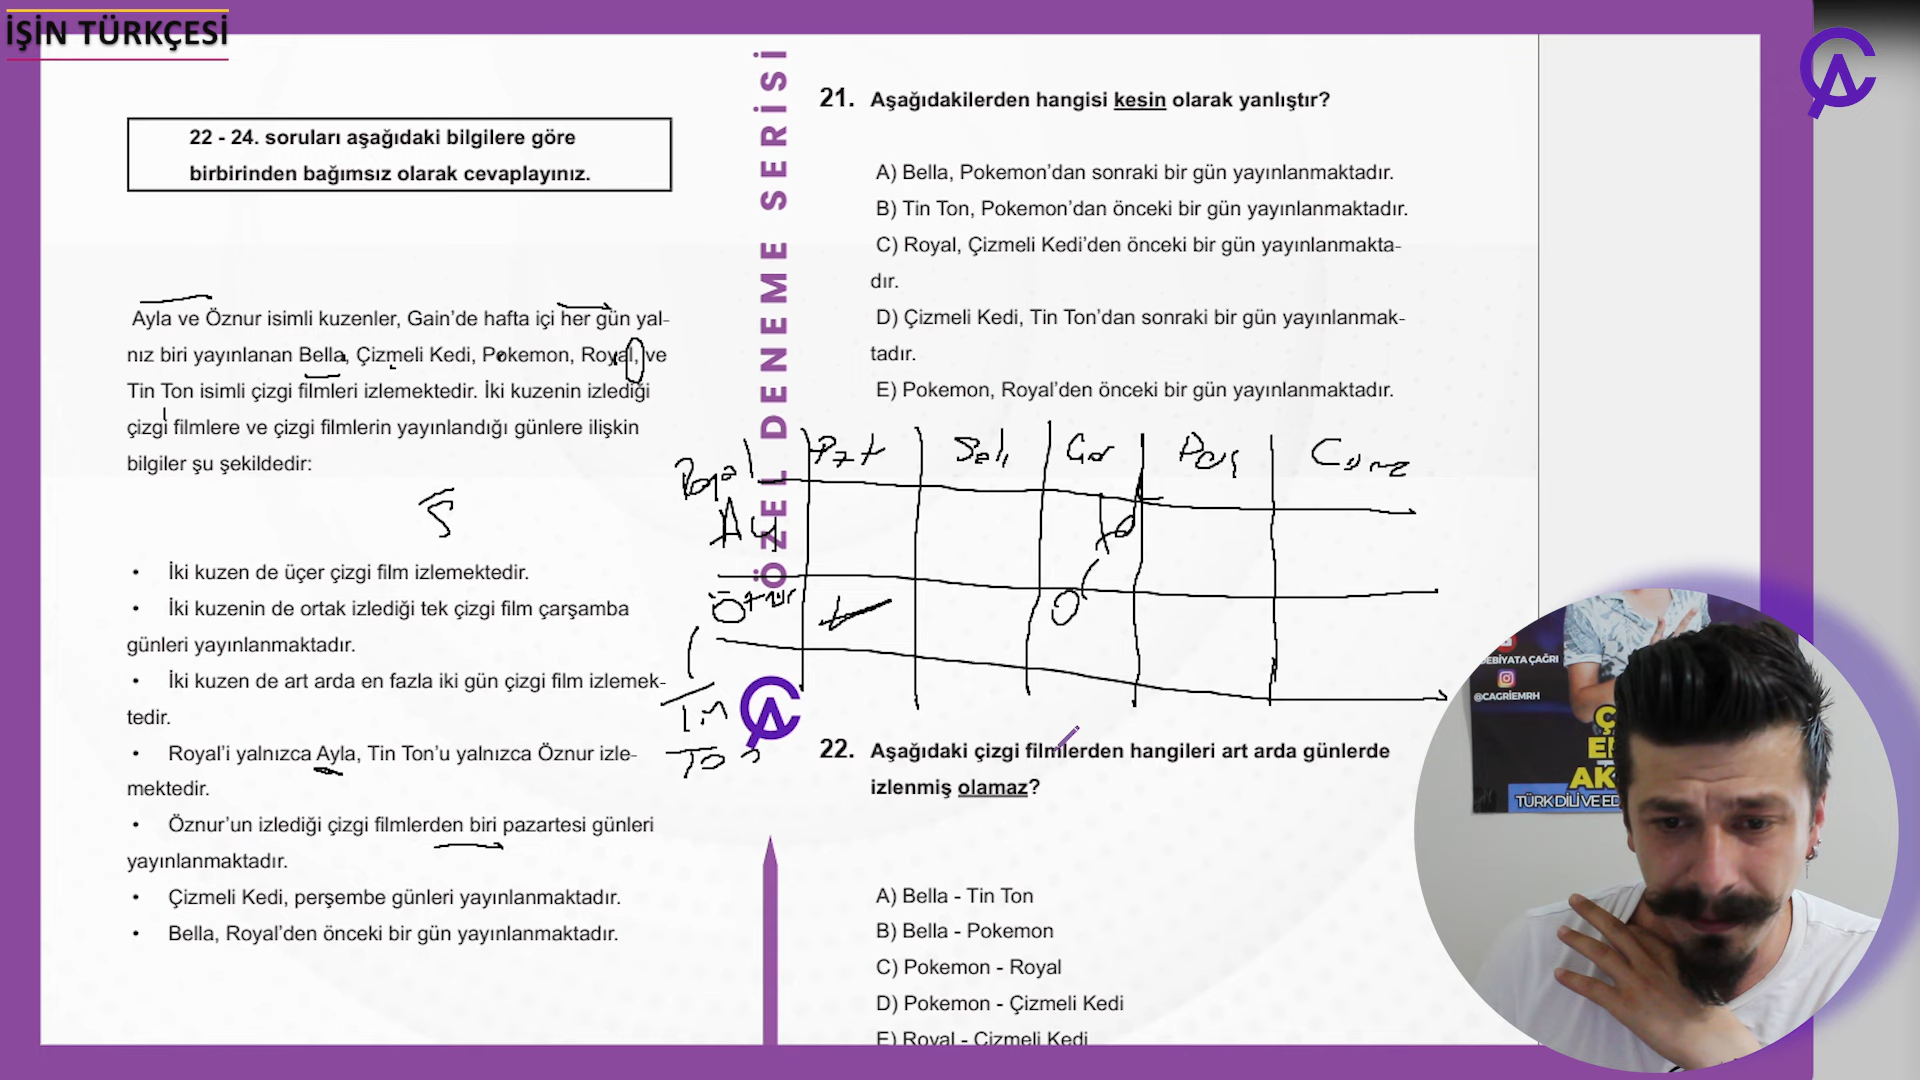 İŞİN TÜRKÇESİ
22 - 24. soruları aşağıdaki bilgilere göre
birbirinden bağımsız olarak cevaplayınız.
Ayla ve Öznur isimli kuzenler, Gain’de hafta içi her gün yal-
nız biri yayınlanan Bella, Çizmeli Kedi, Pokemon, Royal, ve
Tin Ton isimli çizgi filmleri izlemektedir. İki kuzenin izlediği
çizgi filmlere ve çizgi filmlerin yayınlandığı günlere ilişkin
bilgiler şu şekildedir:
• İki kuzen de üçer çizgi film izlemektedir.
• İki kuzenin de ortak izlediği tek çizgi film çarşamba
günleri yayınlanmaktadır.
• İki kuzen de art arda en fazla iki gün çizgi film izlemek-
tedir.
• Royal’i yalnızca Ayla, Tin Ton’u yalnızca Öznur izle-
mektedir.
• Öznur’un izlediği çizgi filmlerden biri pazartesi günleri
yayınlanmaktadır.
• Çizmeli Kedi, perşembe günleri yayınlanmaktadır.
• Bella, Royal’den önceki bir gün yayınlanmaktadır.
ÖZEL DENEME SERİSİ
21. Aşağıdakilerden hangisi kesin olarak yanlıştır?
A) Bella, Pokemon’dan sonraki bir gün yayınlanmaktadır.
B) Tin Ton, Pokemon’dan önceki bir gün yayınlanmaktadır.
C) Royal, Çizmeli Kedi’den önceki bir gün yayınlanmakta-
dır.
D) Çizmeli Kedi, Tin Ton’dan sonraki bir gün yayınlanmak-
tadır.
E) Pokemon, Royal’den önceki bir gün yayınlanmaktadır.
Royal Pzt Salı Çar Per Cuma
Ay
Öznur
Tin
Ton
22. Aşağıdaki çizgi filmlerden hangileri art arda günlerde
izlenmiş olamaz?
A) Bella - Tin Ton
B) Bella - Pokemon
C) Pokemon - Royal
D) Pokemon - Çizmeli Kedi
E) Royal - Çizmeli Kedi
EBİYATA ÇAĞRI
@CAGRİEMRH
TÜRK DİLİ VE ED